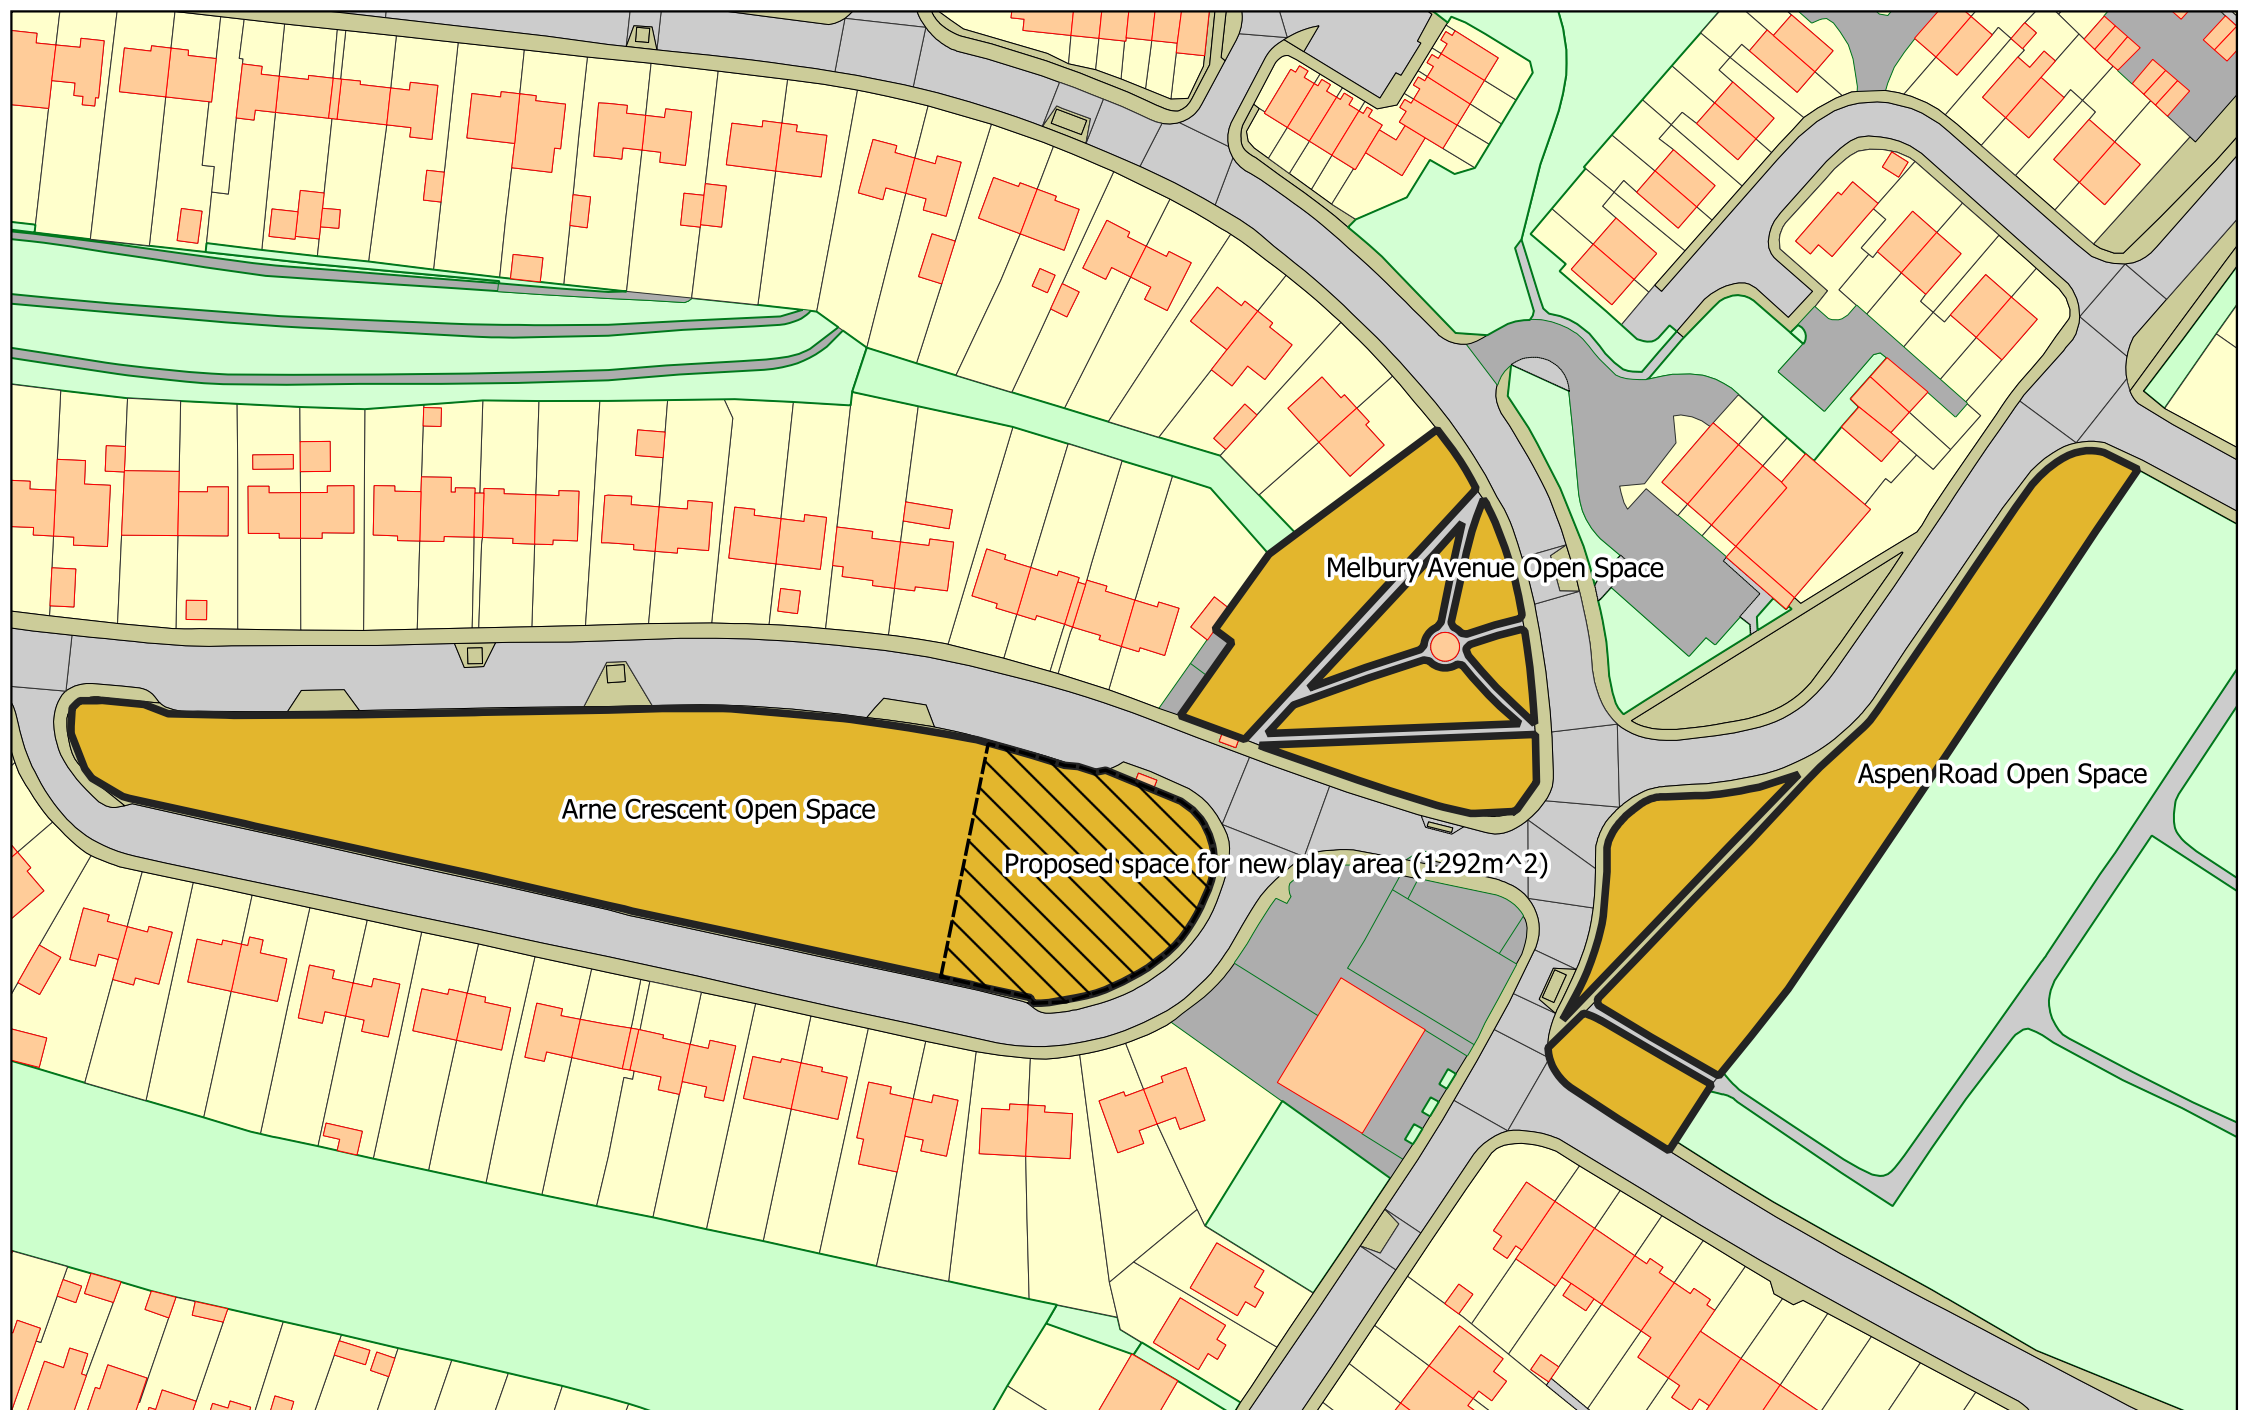 Melbury Avenue Open Space
Aspen Road Open Space
Arne Crescent Open Space
Proposed space for new play area (1292m^2)